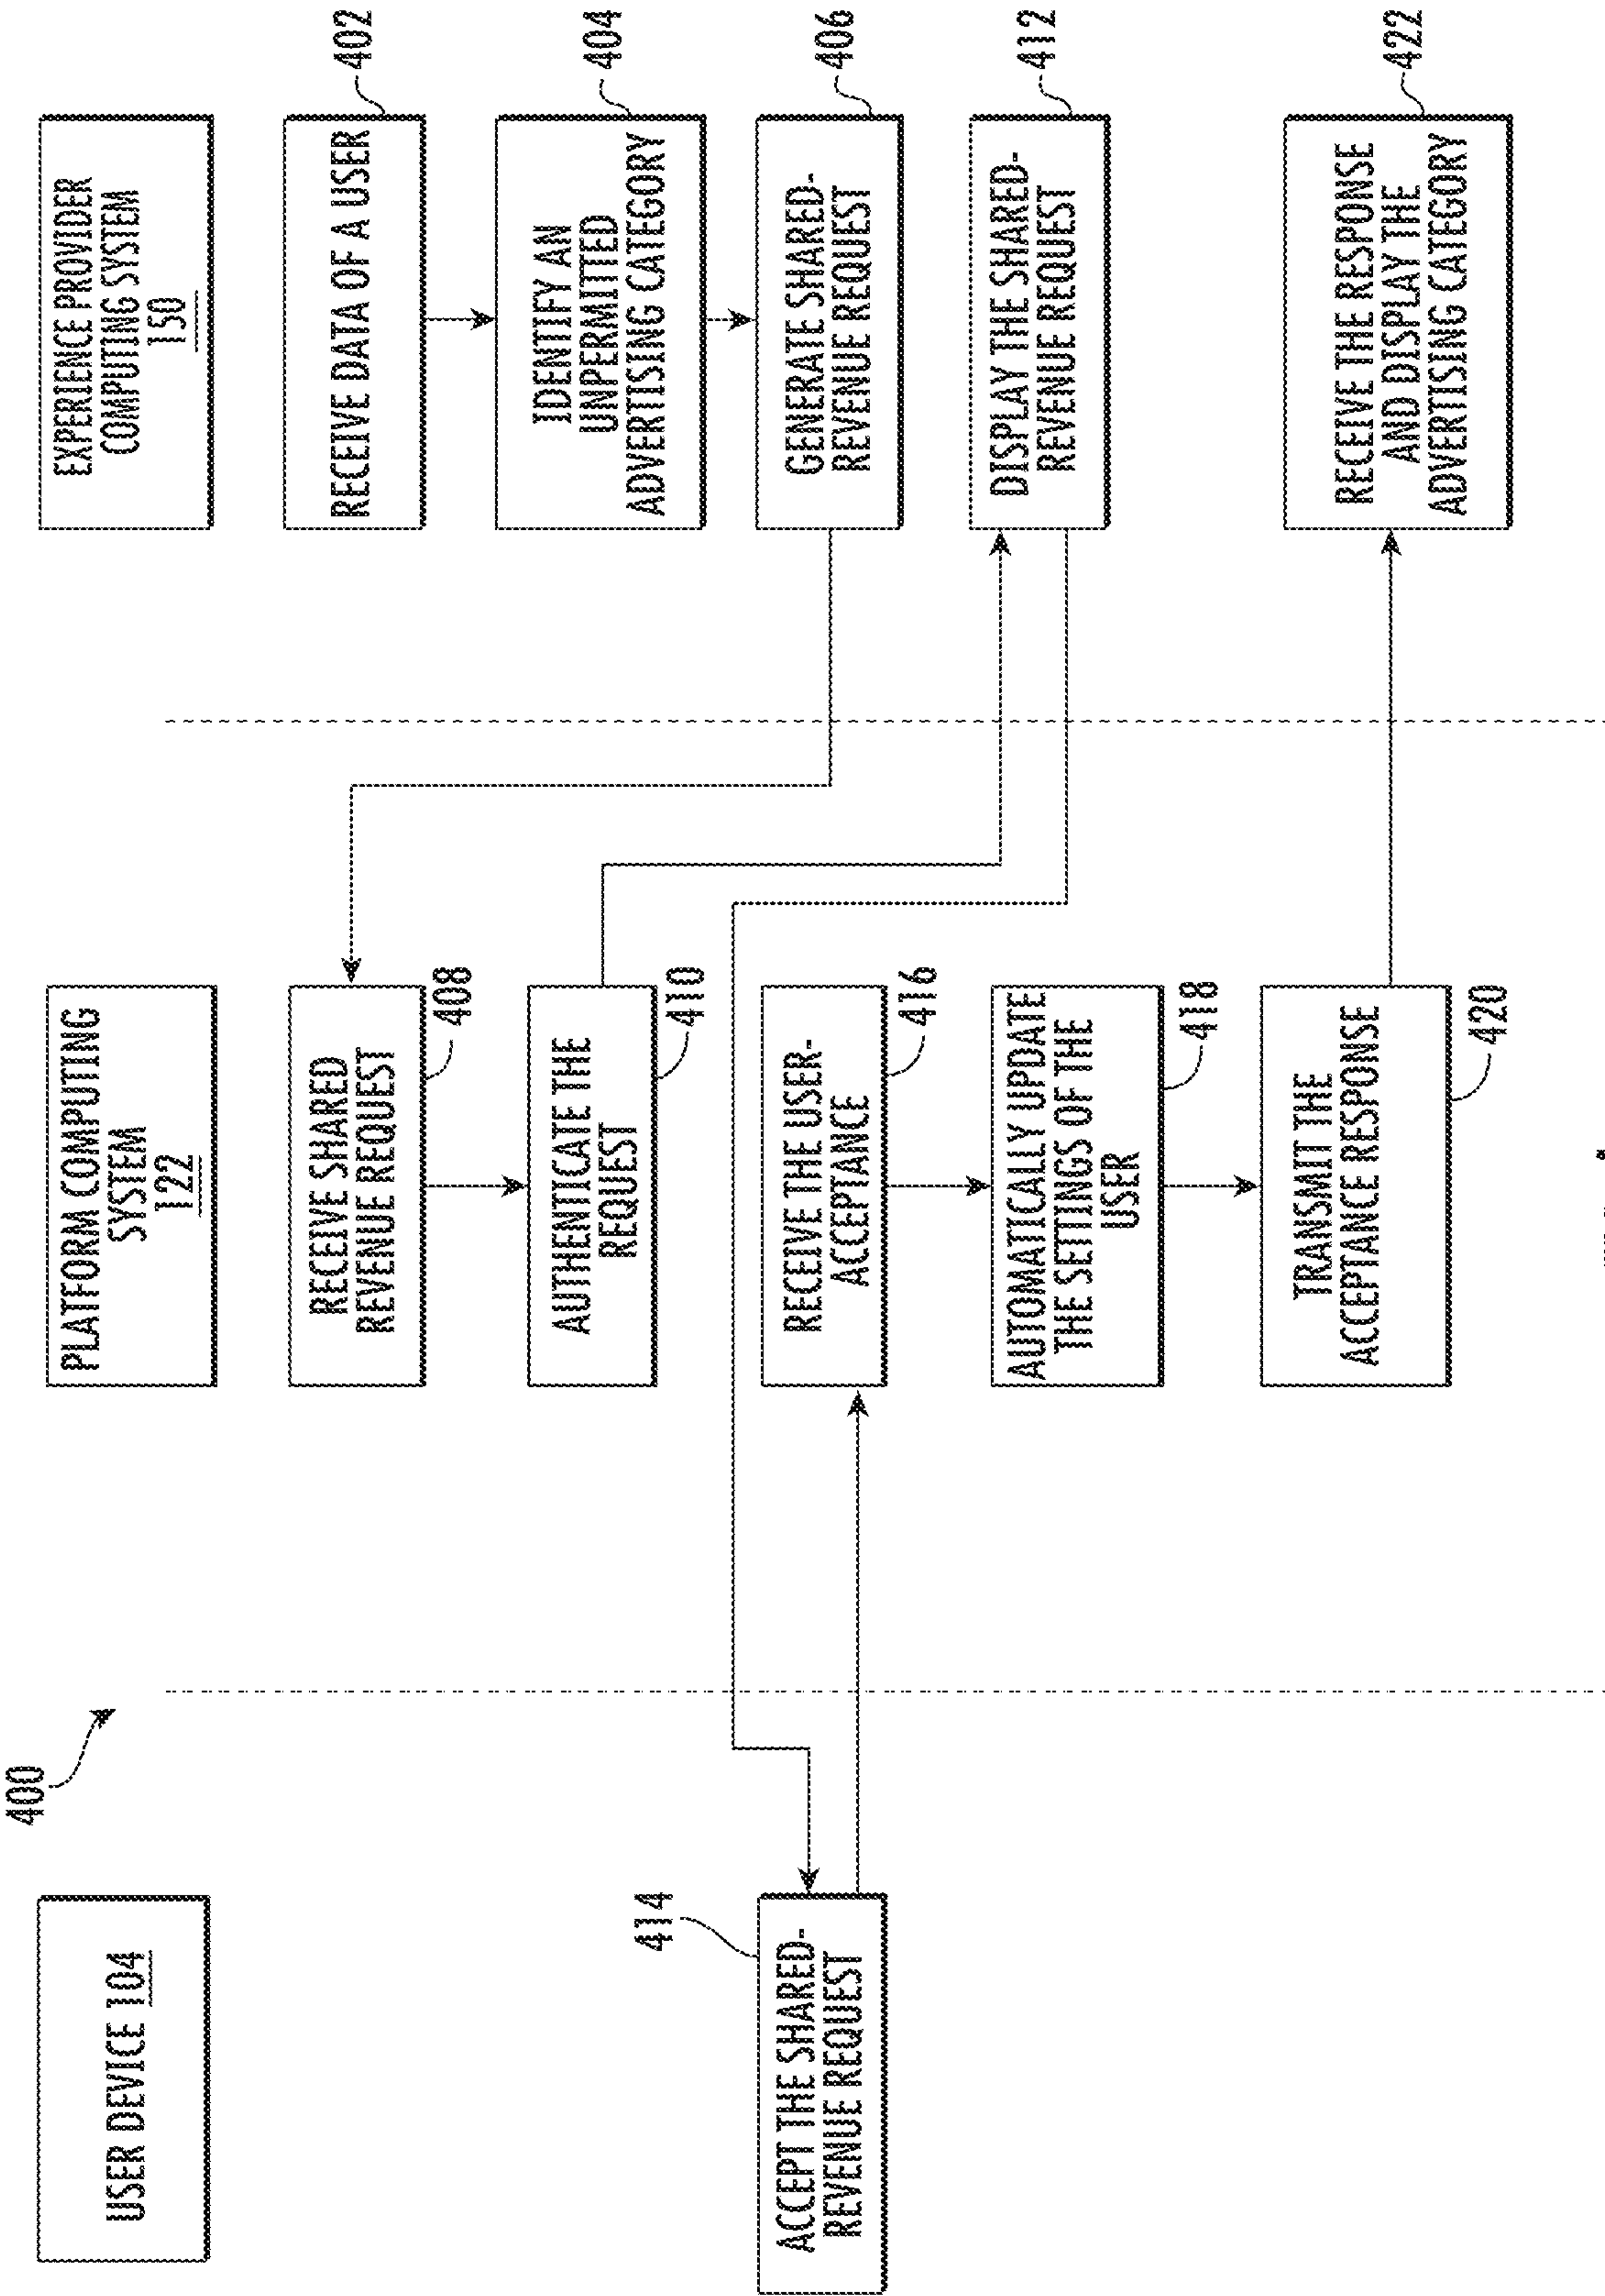 400
USER DEVICE 104
PLATFORM COMPUTING
SYSTEM
122
EXPERIENCE PROVIDER
COMPUTING SYSTEM
150
RECEIVE DATA OF A USER
402
IDENTIFY AN
UNPERMITTED
ADVERTISING CATEGORY
404
GENERATE SHARED-
REVENUE REQUEST
406
RECEIVE SHARED
REVENUE REQUEST
408
AUTHENTICATE THE
REQUEST
410
DISPLAY THE SHARED-
REVENUE REQUEST
412
414
ACCEPT THE SHARED-
REVENUE REQUEST
RECEIVE THE USER-
ACCEPTANCE
416
AUTOMATICALLY UPDATE
THE SETTINGS OF THE
USER
418
TRANSMIT THE
ACCEPTANCE RESPONSE
420
RECEIVE THE RESPONSE
AND DISPLAY THE
ADVERTISING CATEGORY
422